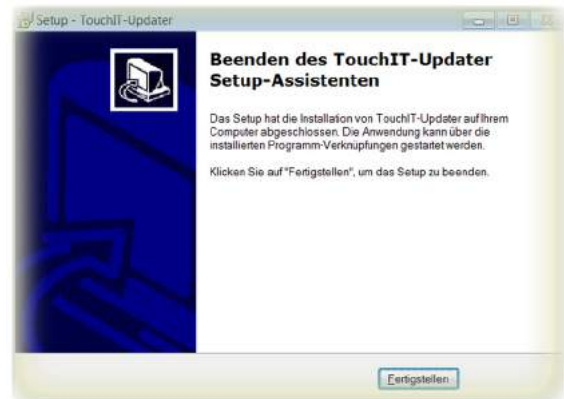 Setup - TouchIT-Updater
Beenden des TouchIT-Updater
Setup-Assistenten
Das Setup hat die Installation von TouchIT-Updater auf Ihrem
Computer abgeschlossen. Die Anwendung kann über die
installierten Programm-Verknüpfungen gestartet werden.
Klicken Sie auf "Fertigstellen", um das Setup zu beenden.
Fertigstellen